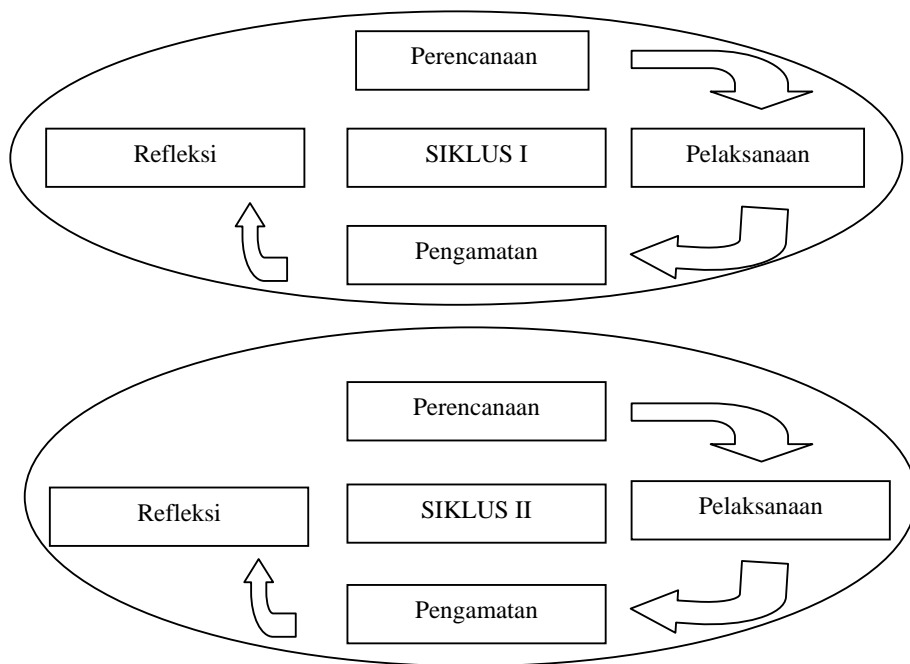 Perencanaan
Refleksi
SIKLUS I
Pelaksanaan
Pengamatan
Perencanaan
Refleksi
SIKLUS II
Pelaksanaan
Pengamatan